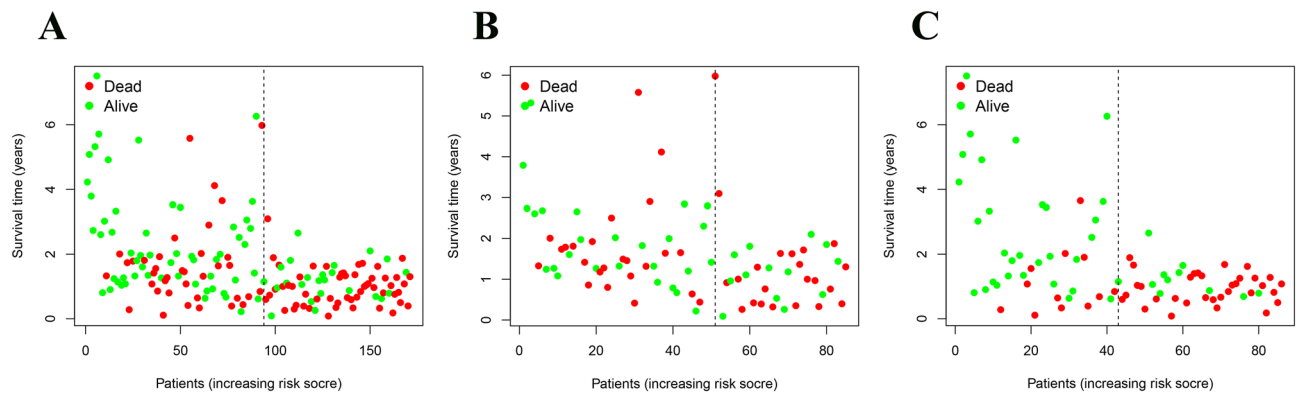 A
Survival time (years)
6
4
2
0
Dead
Alive
0
50
100
150
Patients (increasing risk socre)
B
Survival time (years)
6
5
4
3
2
1
0
Dead
Alive
0
20
40
60
80
Patients (increasing risk socre)
C
Survival time (years)
6
4
2
0
Dead
Alive
0
20
40
60
80
Patients (increasing risk socre)